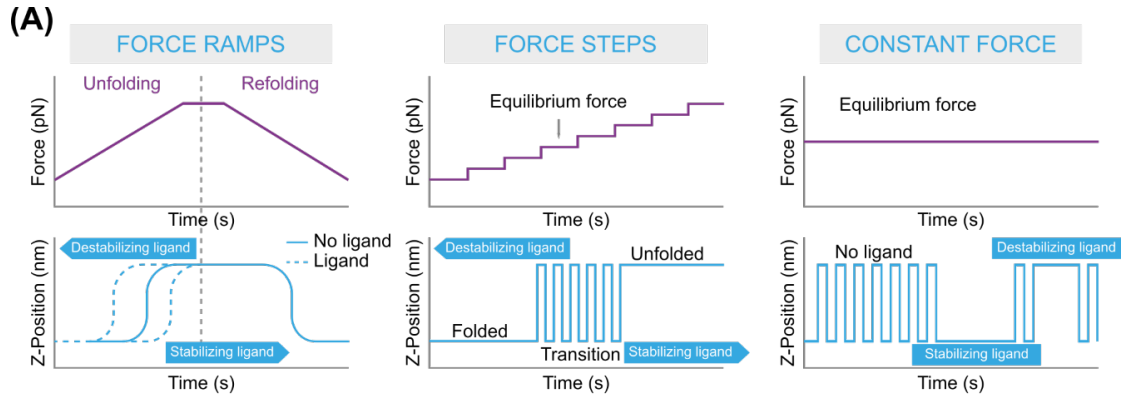 (A)
FORCE RAMPS
Unfolding
Refolding
Force (pN)
Time (s)
Destabilizing ligand
No ligand
Ligand
Z-Position (nm)
Stabilizing ligand
Time (s)
FORCE STEPS
Equilibrium force
Force (pN)
Time (s)
Destabilizing ligand
Unfolded
Z-Position (nm)
Folded
Transition
Stabilizing ligand
Time (s)
CONSTANT FORCE
Equilibrium force
Force (pN)
Time (s)
No ligand
Destabilizing ligand
Z-Position (nm)
Stabilizing ligand
Time (s)